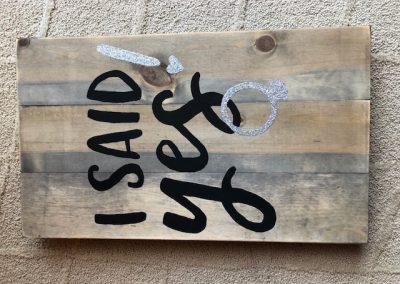 I SAID!
yes